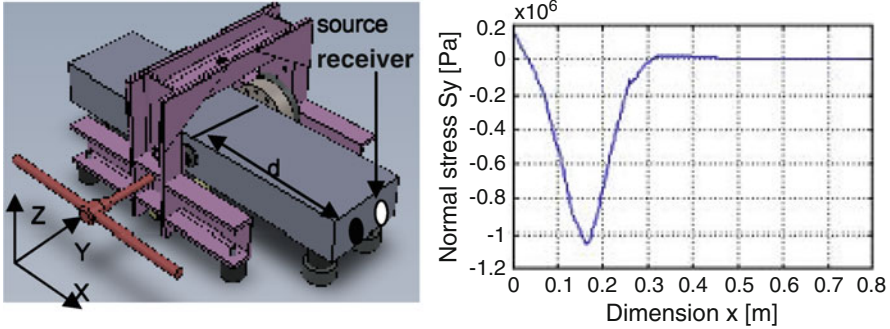 source
receiver
d
Z
Y
X
x10⁶
Normal stress Sy [Pa]
0.2
0
-0.2
-0.4
-0.6
-0.8
-1
-1.2
0 0.1 0.2 0.3 0.4 0.5 0.6 0.7 0.8
Dimension x [m]